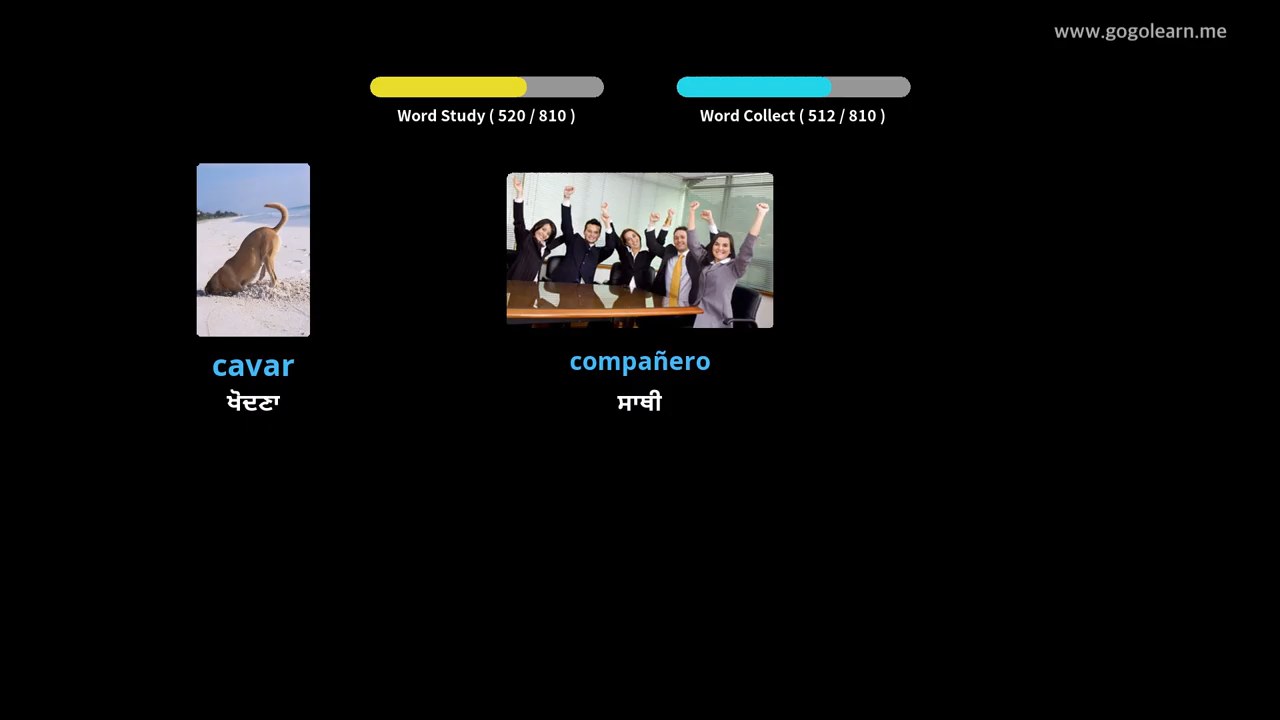 www.gogolearn.me
Word Study ( 520 / 810 )
Word Collect ( 512 / 810 )
cavar
ਖੋਦਣਾ
compañero
ਸਾਥੀ